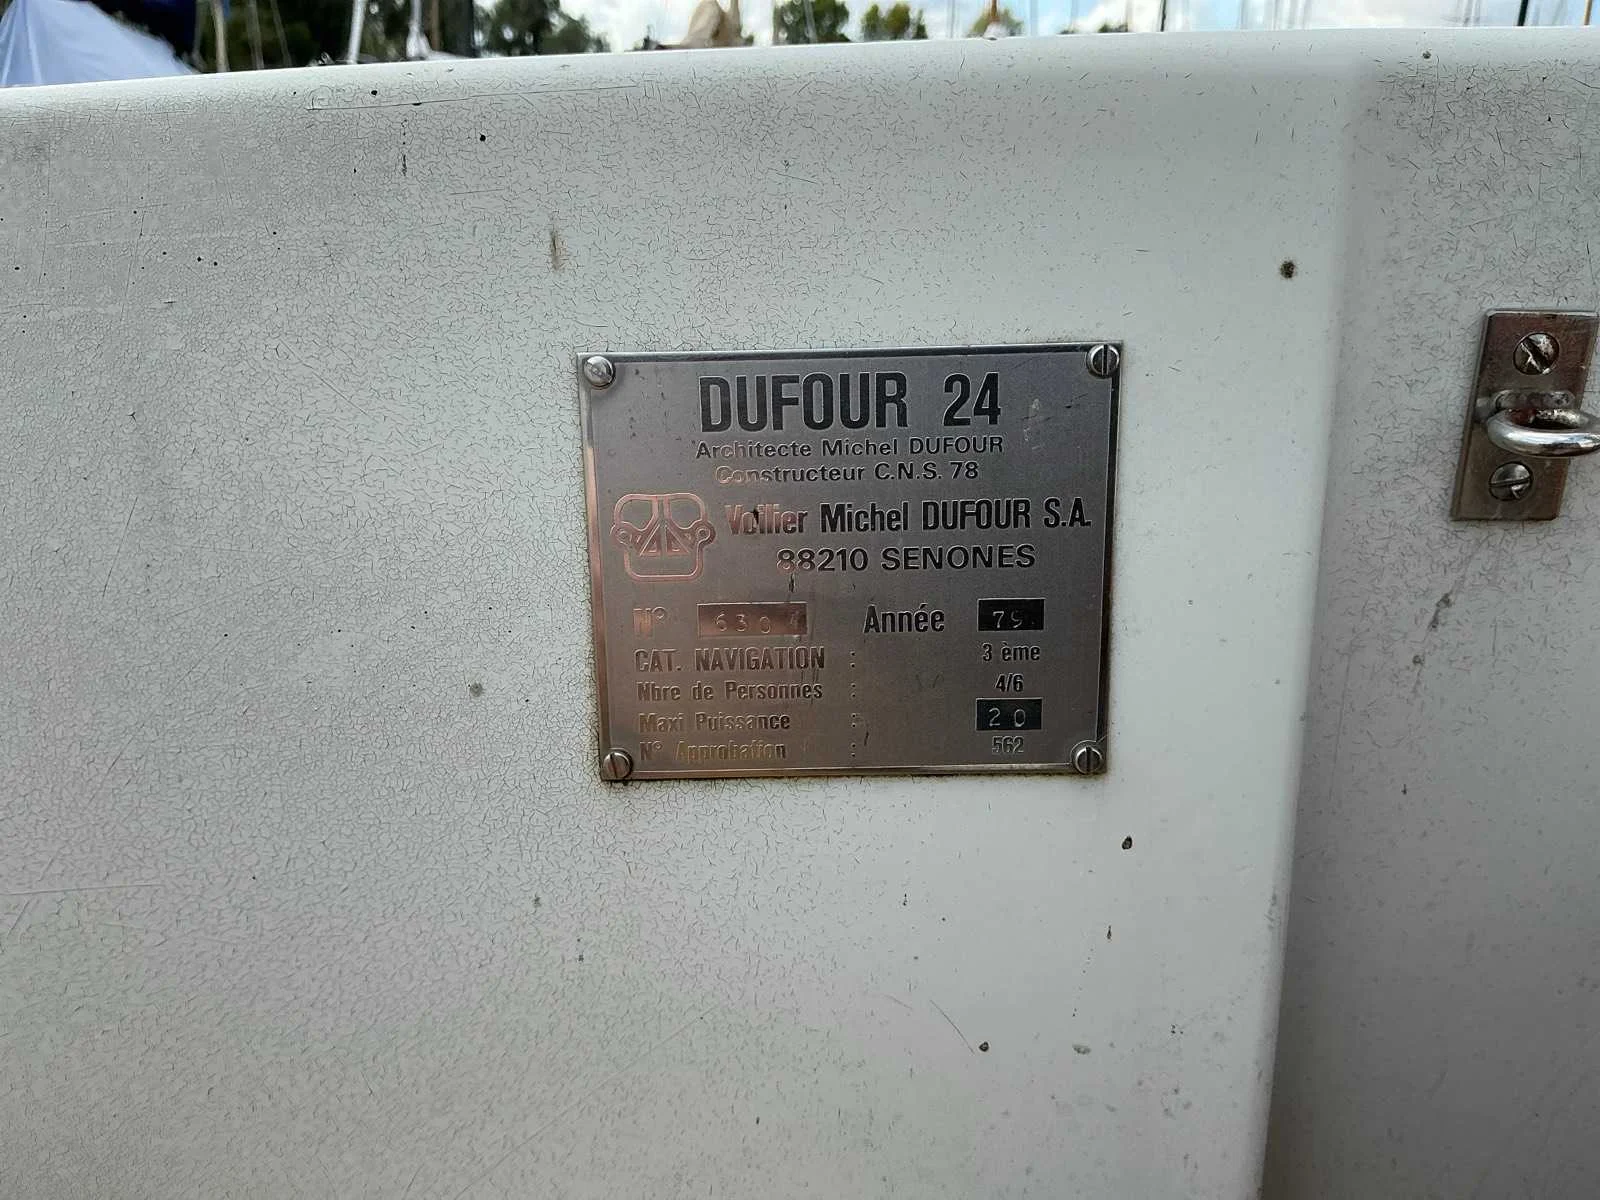 DUFOUR 24
Architecte Michel DUFOUR
Constructeur C.N.S. 78
Voilier Michel DUFOUR S.A.
88210 SENONES
N° 6304 Année
CAT. NAVIGATION : 3 ème
Nbre de Personnes : 4/6
Maxi Puissance : 20
N° Approbation : 562